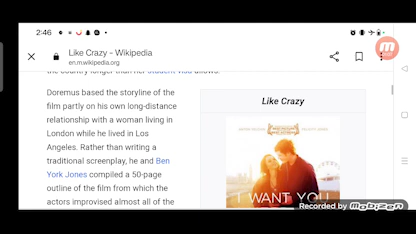 2:46
Like Crazy - Wikipedia
en.m.wikipedia.org
the country longer than her student visa allows.
Doremus based the storyline of the
film partly on his own long-distance
relationship with a woman living in
London while he lived in Los
Angeles. Rather than writing a
traditional screenplay, he and Ben
York Jones compiled a 50-page
outline of the film from which the
actors improvised almost all of the
Like Crazy
I WANT YOU
Recorded by MOBIZEN